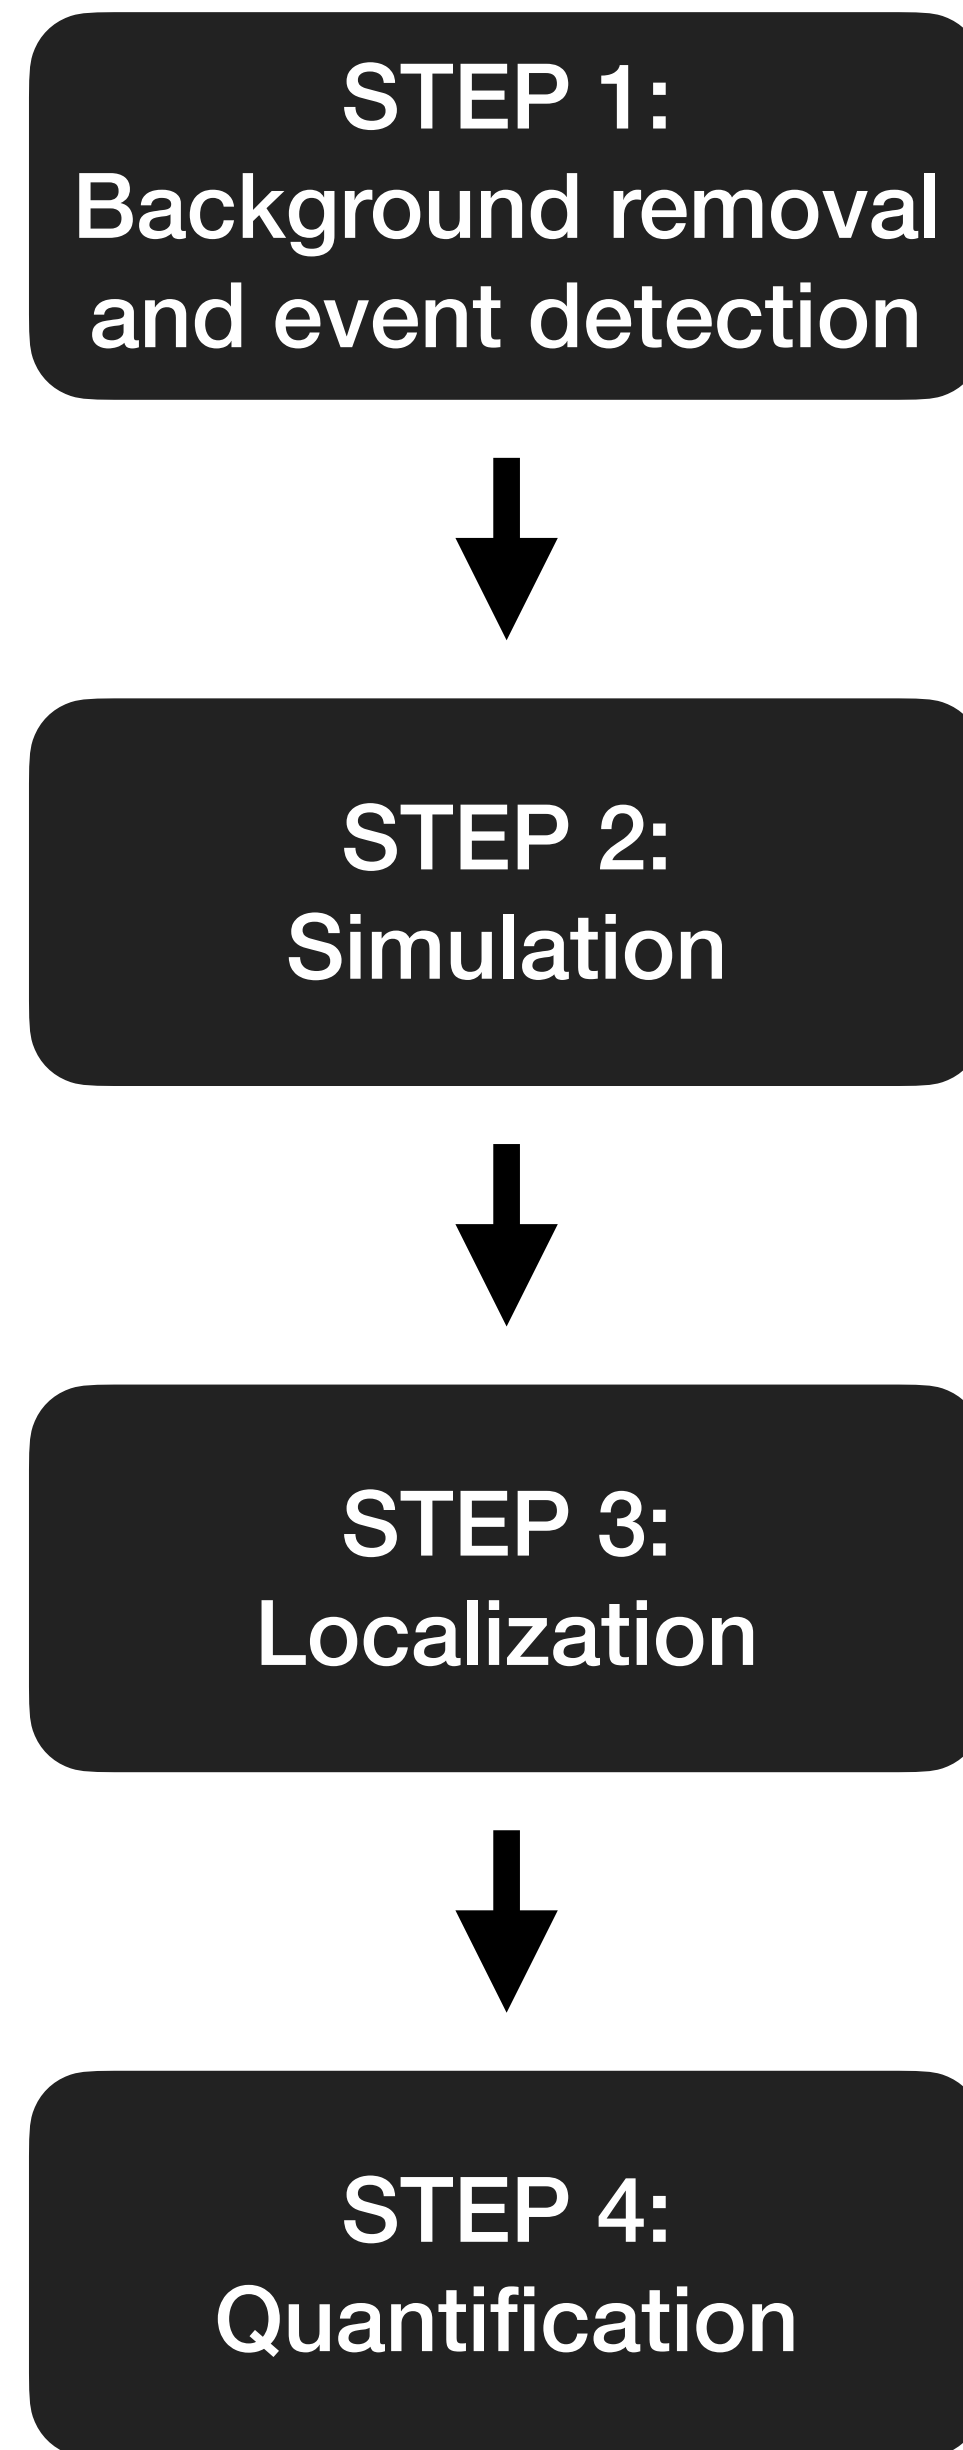 STEP 1:
Background removal
and event detection
STEP 2:
Simulation
STEP 3:
Localization
STEP 4:
Quantification